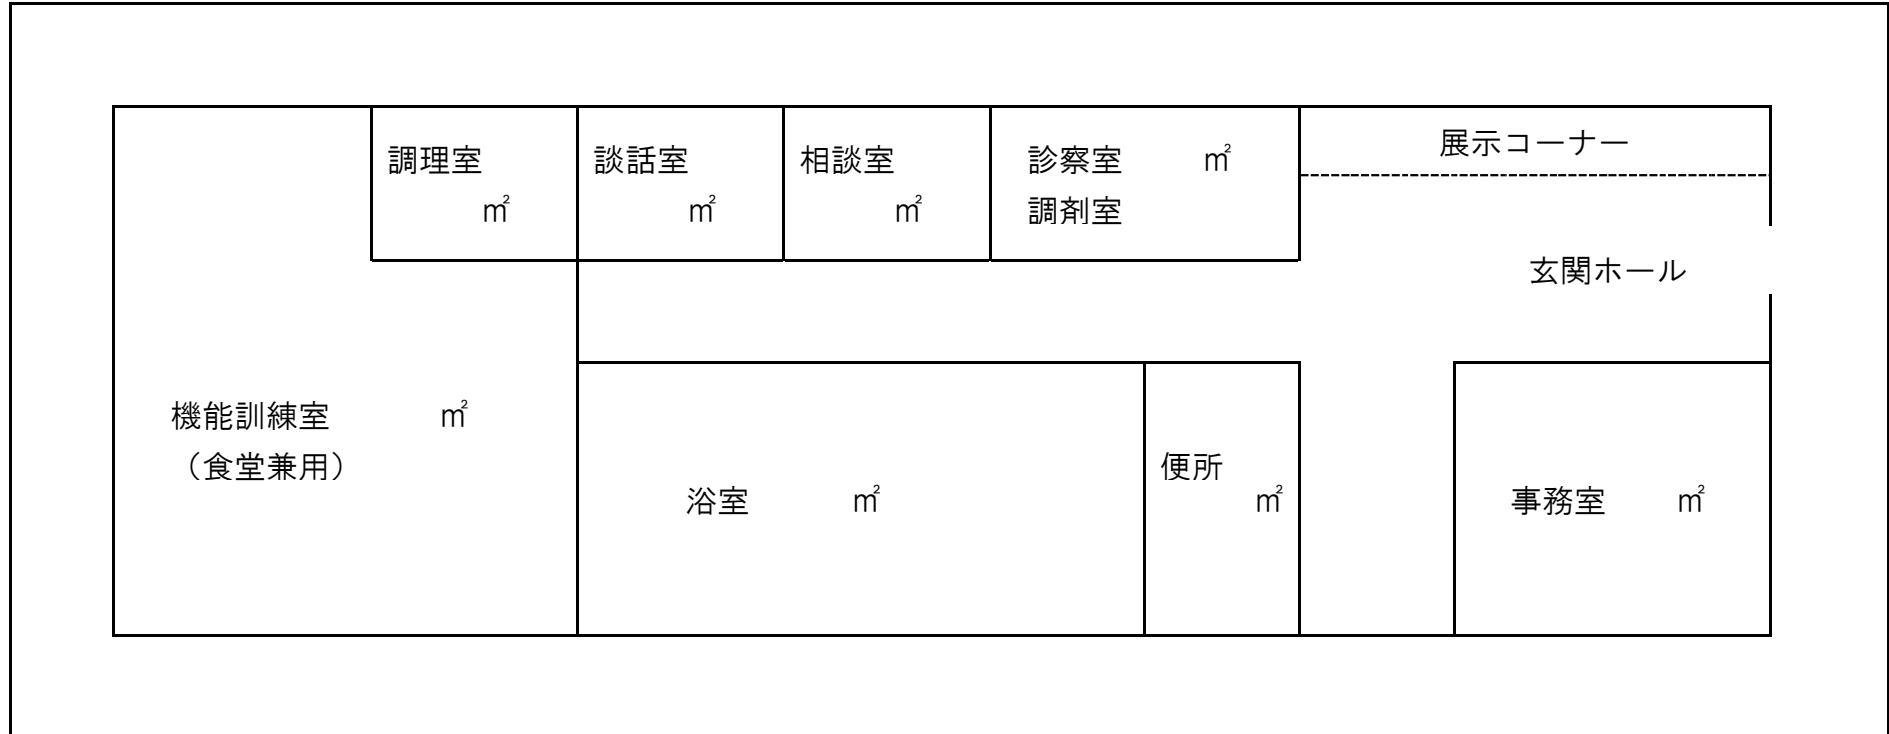 調理室
㎡
談話室
㎡
相談室
㎡
診察室 ㎡
調剤室
展示コーナー
玄関ホール
機能訓練室 ㎡
（食堂兼用）
浴室 ㎡
便所
㎡
事務室 ㎡